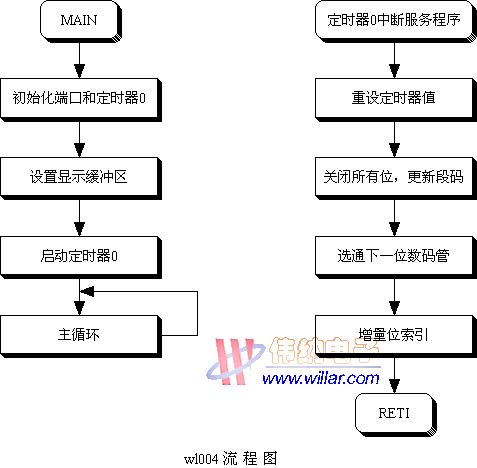 MAIN
初始化端口和定时器0
设置显示缓冲区
启动定时器0
主循环
定时器0中断服务程序
重设定时器值
关闭所有位，更新段码
选通下一位数码管
增量位索引
RETI
伟纳电子
www.willar.com
wl004 流 程 图